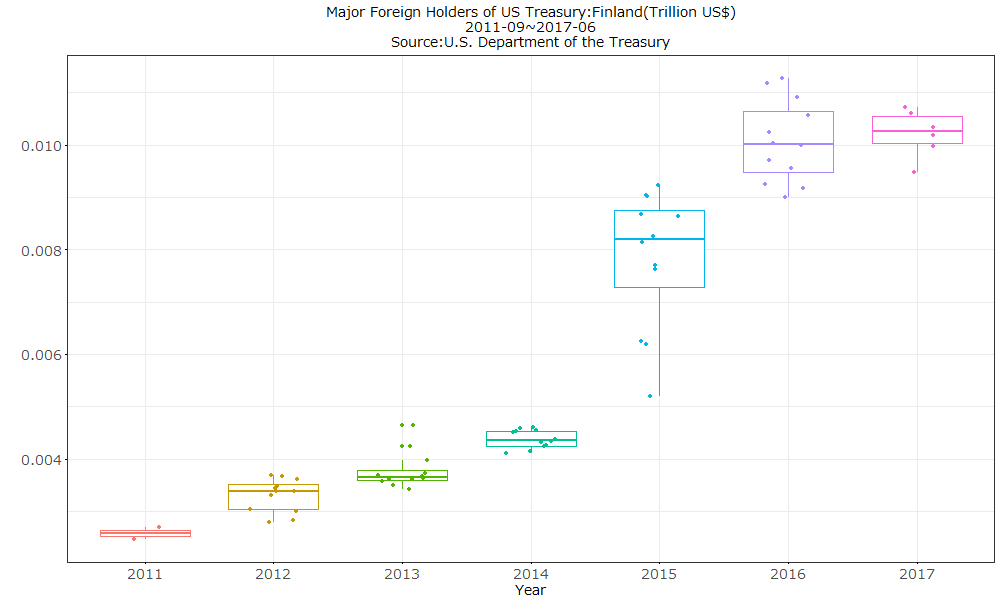 Major Foreign Holders of US Treasury:Finland(Trillion US$)
2011-09~2017-06
Source:U.S. Department of the Treasury
0.010
0.008
0.006
0.004
2011 2012 2013 2014 2015 2016 2017
Year